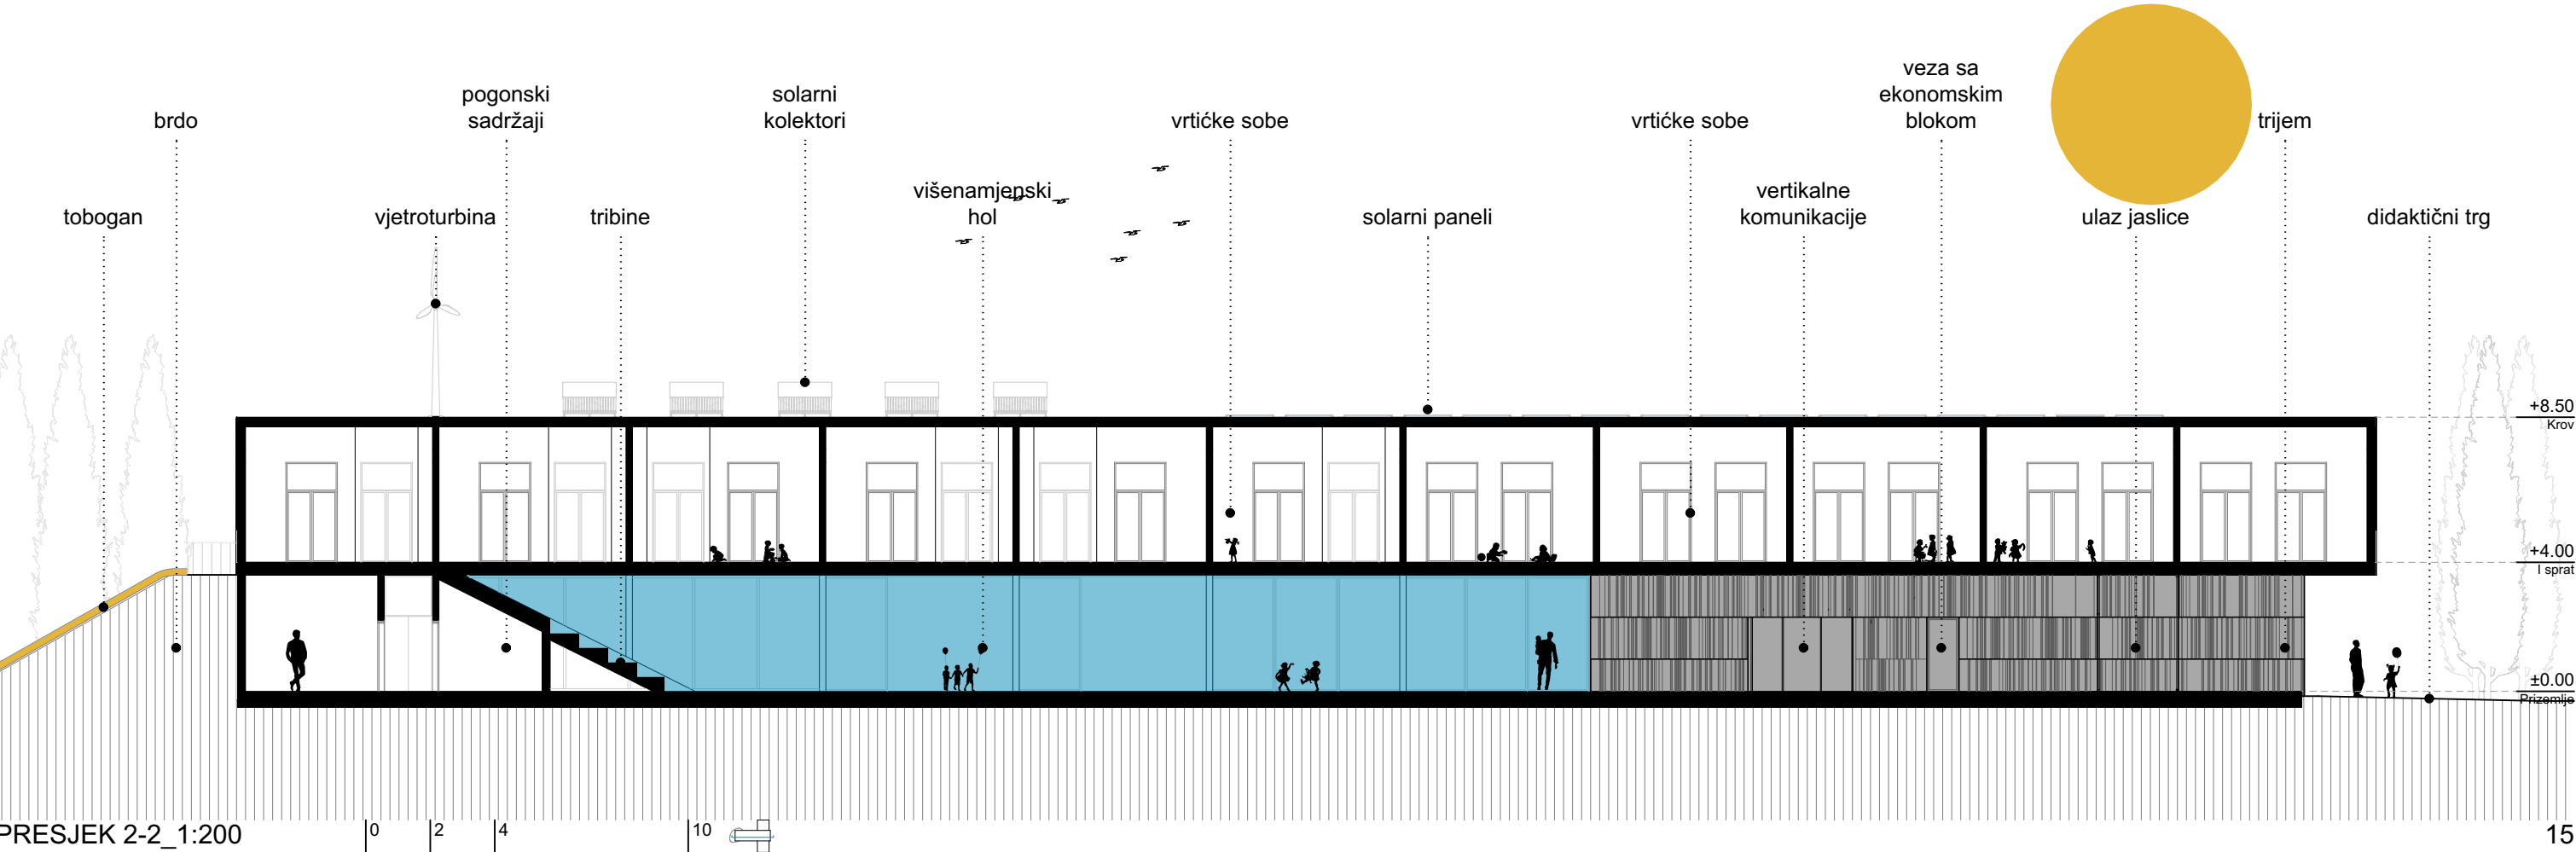 brdo
pogonski
sadržaji
solarni
kolektori
vrtićke sobe
vrtićke sobe
veza sa
ekonomskim
blokom
trijem
tobogan
vjetroturbina
tribine
višenamjenski
hol
solarni paneli
vertikalne
komunikacije
ulaz jaslice
didaktični trg
+8.50
Krov
+4.00
I sprat
±0.00
Prizemlje
PRESJEK 2-2_1:200
0
2
4
10
15